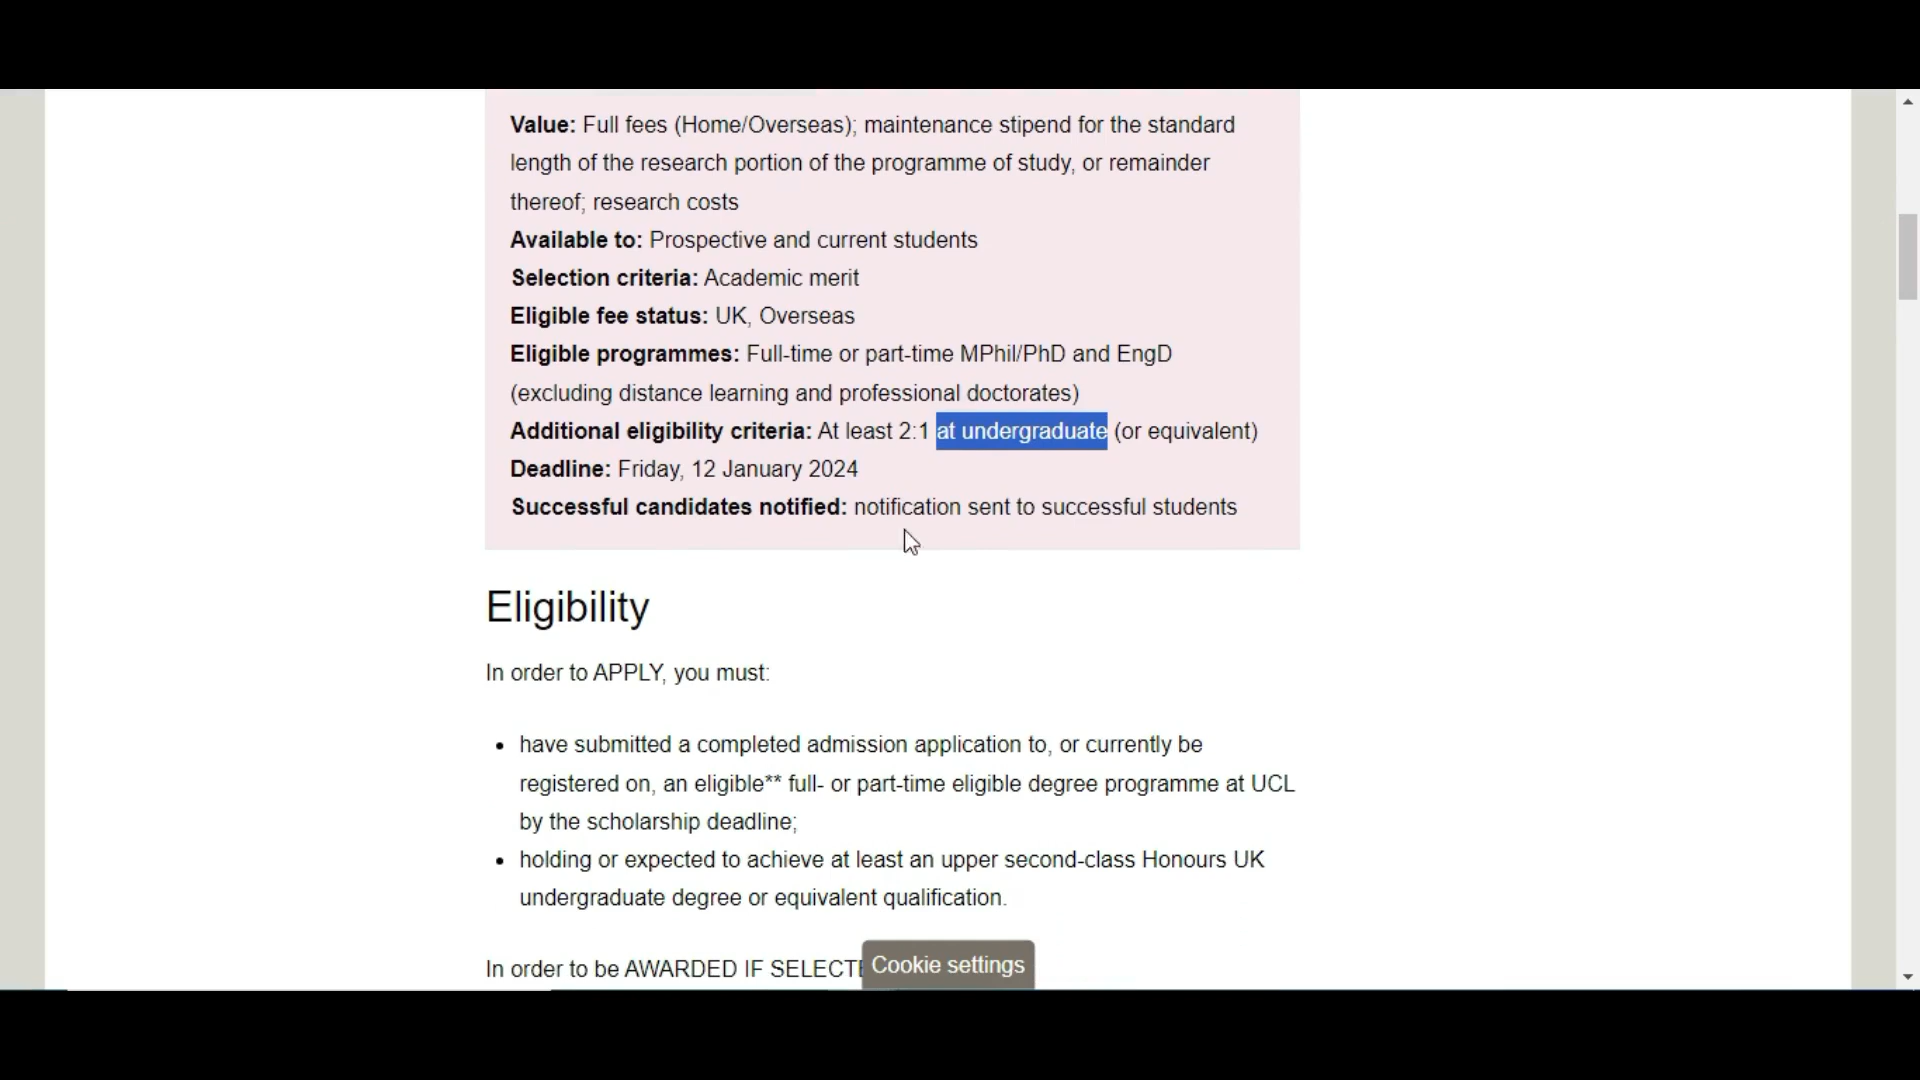 Value: Full fees (Home/Overseas); maintenance stipend for the standard
length of the research portion of the programme of study, or remainder
thereof; research costs
Available to: Prospective and current students
Selection criteria: Academic merit
Eligible fee status: UK, Overseas
Eligible programmes: Full-time or part-time MPhil/PhD and EngD
(excluding distance learning and professional doctorates)
Additional eligibility criteria: At least 2:1 at undergraduate (or equivalent)
Deadline: Friday, 12 January 2024
Successful candidates notified: notification sent to successful students
Eligibility
In order to APPLY, you must:
• have submitted a completed admission application to, or currently be
registered on, an eligible** full- or part-time eligible degree programme at UCL
by the scholarship deadline;
• holding or expected to achieve at least an upper second-class Honours UK
undergraduate degree or equivalent qualification.
In order to be AWARDED IF
Cookie settings